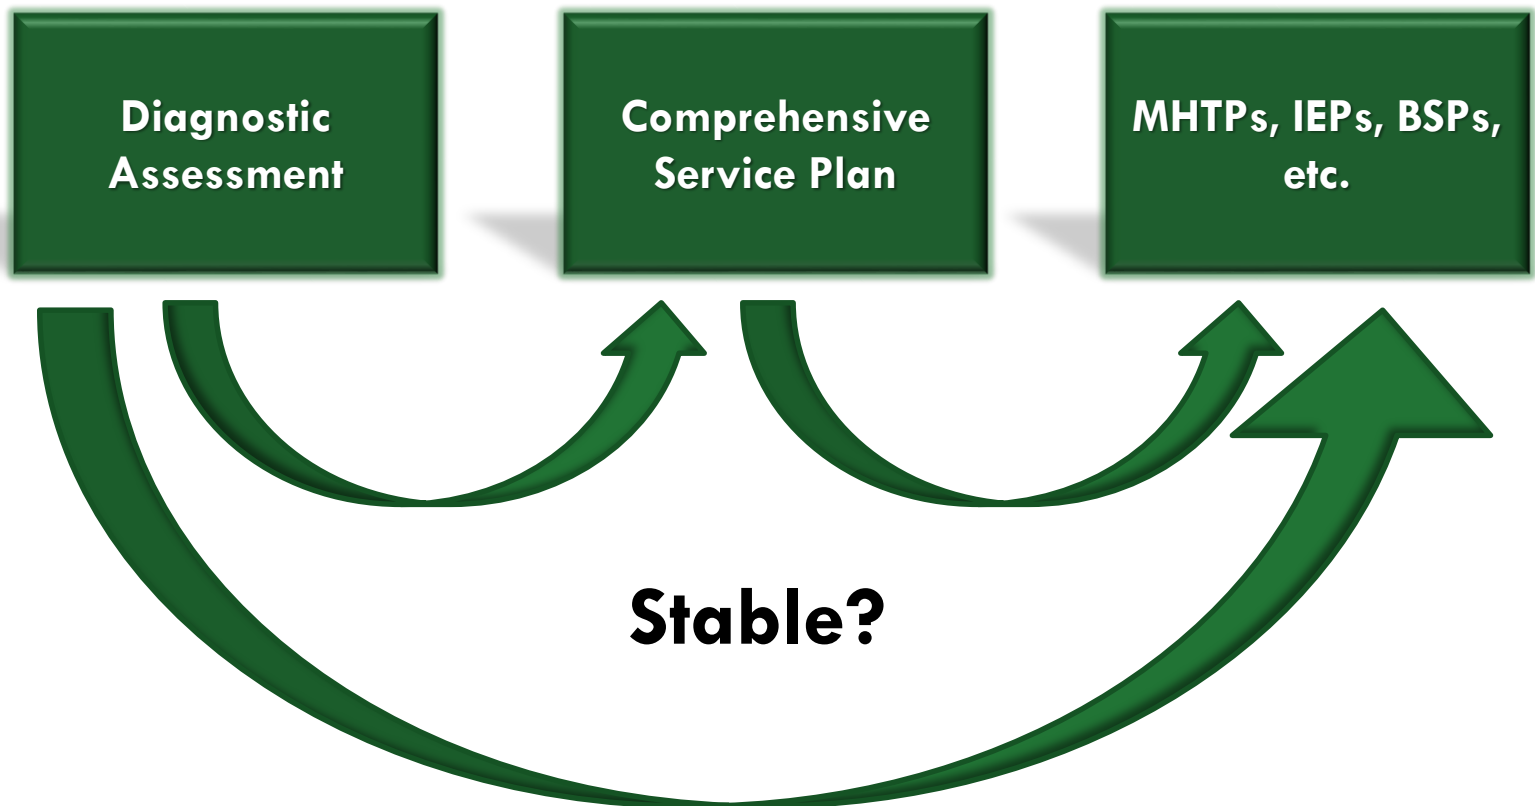 Diagnostic
Assessment
Comprehensive
Service Plan
MHTPs, IEPs, BSPs,
etc.
Stable?